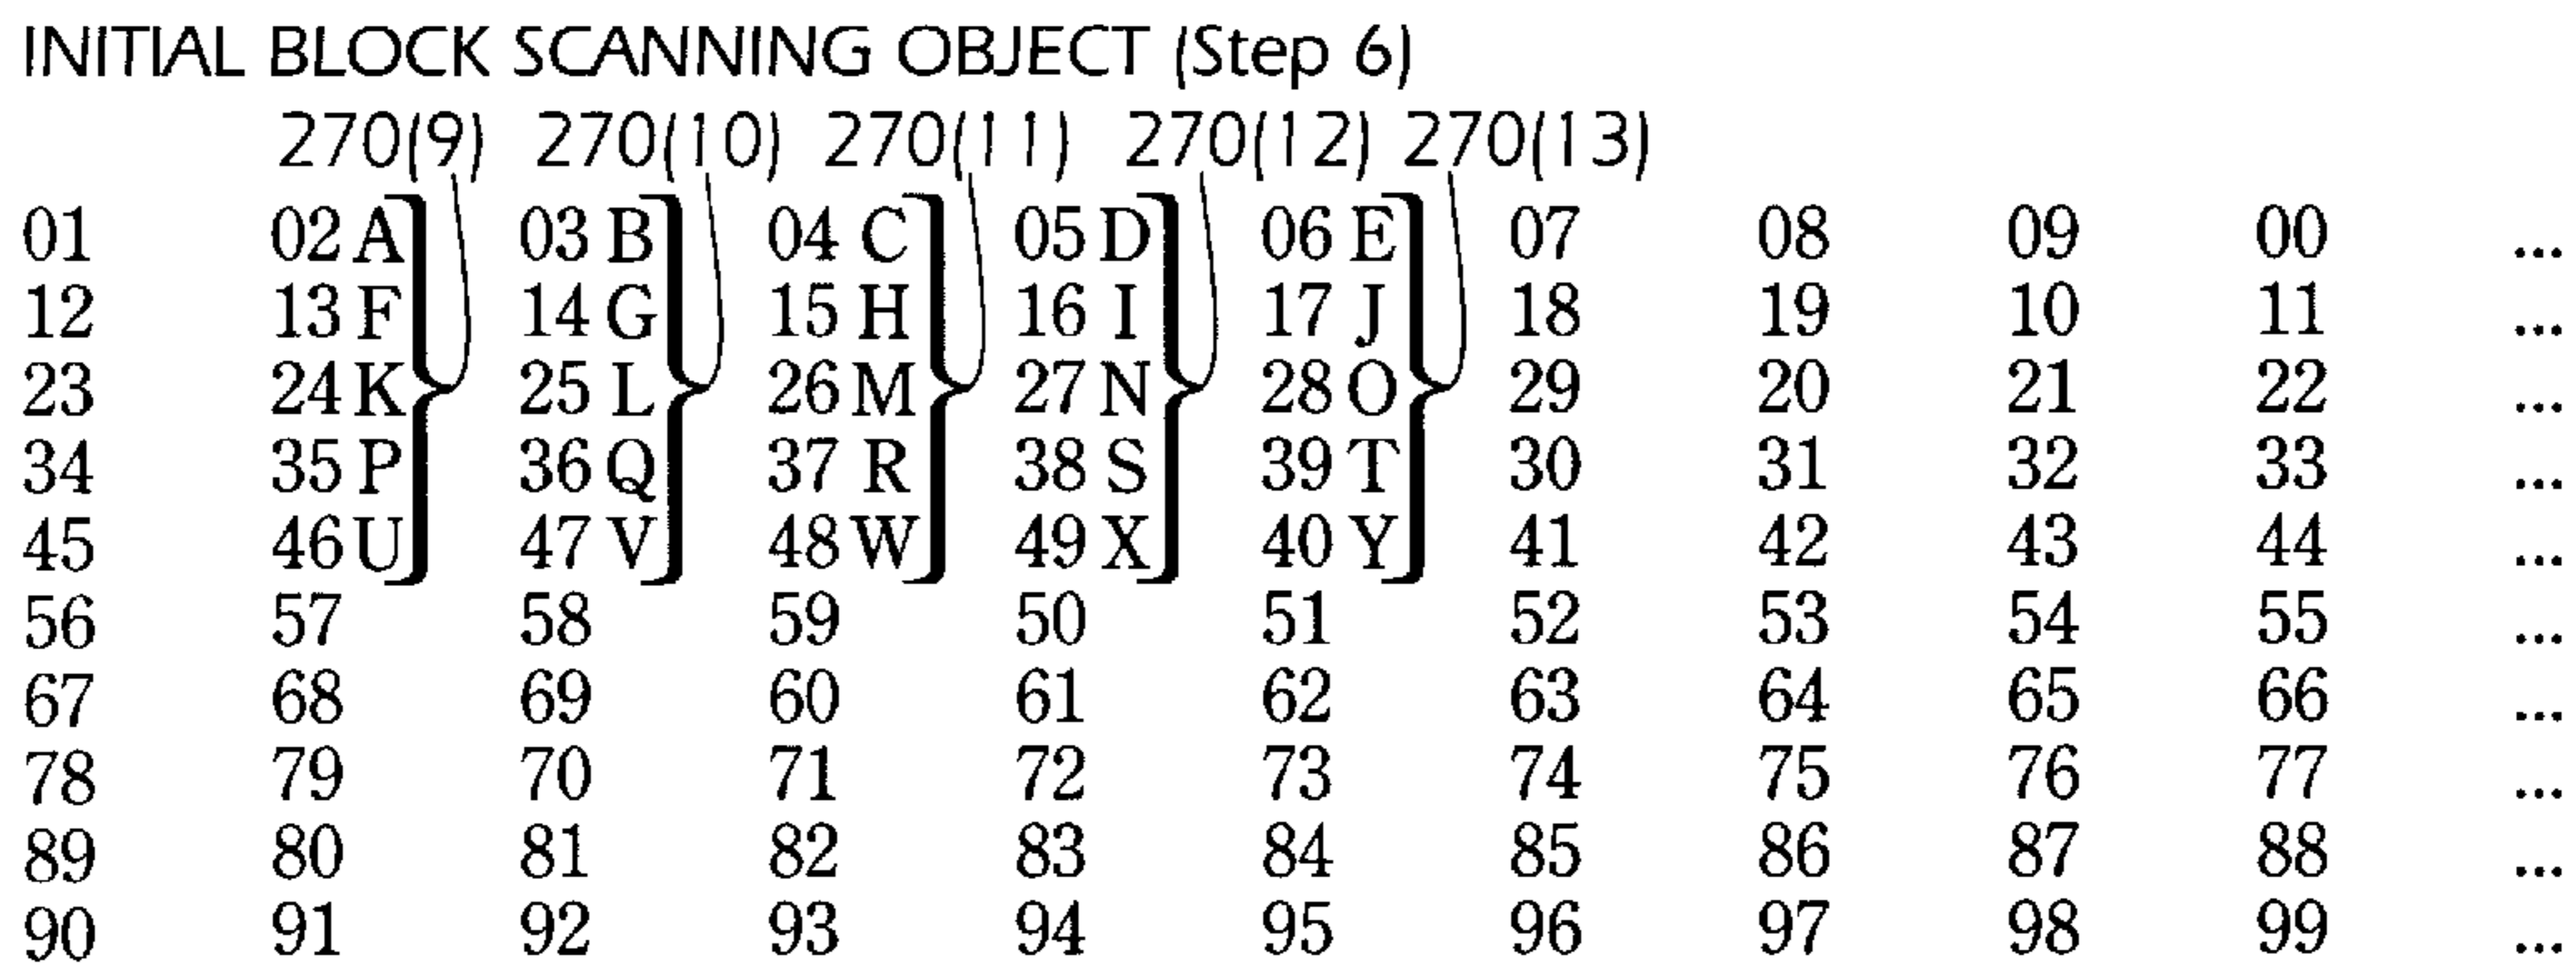 INITIAL BLOCK SCANNING OBJECT (Step 6)
270(9) 270(10) 270(11) 270(12) 270(13)
01 02 A 03 B 04 C 05 D 06 E 07 08 09 00 ...
12 13 F 14 G 15 H 16 I 17 J 18 19 10 11 ...
23 24 K 25 L 26 M 27 N 28 O 29 20 21 22 ...
34 35 P 36 Q 37 R 38 S 39 T 30 31 32 33 ...
45 46 U 47 V 48 W 49 X 40 Y 41 42 43 44 ...
56 57 58 59 50 51 52 53 54 55 ...
67 68 69 60 61 62 63 64 65 66 ...
78 79 70 71 72 73 74 75 76 77 ...
89 80 81 82 83 84 85 86 87 88 ...
90 91 92 93 94 95 96 97 98 99 ...